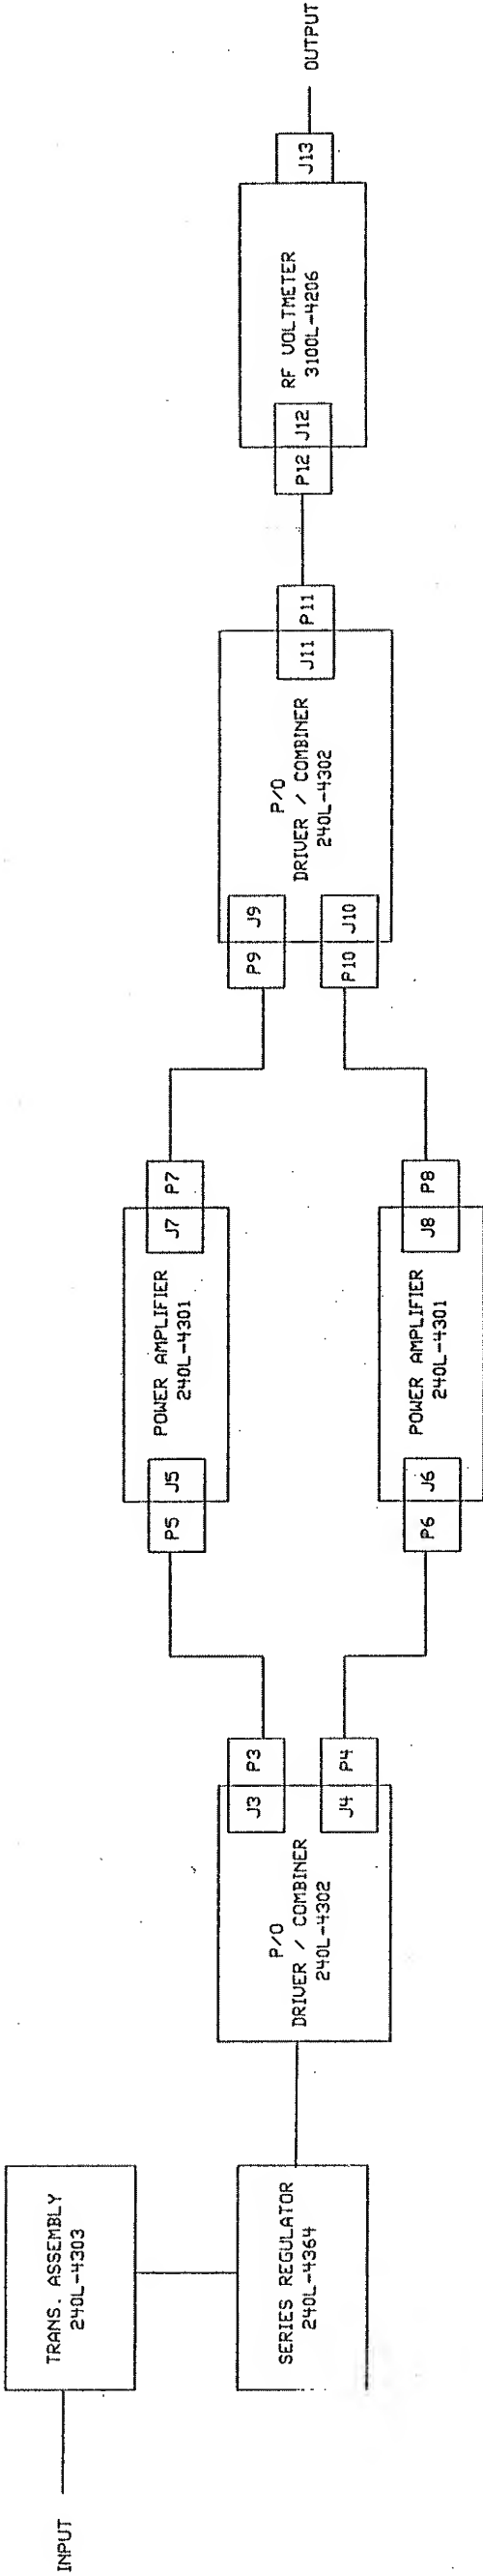 INPUT
TRANS. ASSEMBLY
240L-4303
SERIES REGULATOR
240L-4364
P/O
DRIVER / COMBINER
240L-4302
J3
P3
J4
P4
P5
J5
POWER AMPLIFIER
240L-4301
J7
P7
P6
J6
POWER AMPLIFIER
240L-4301
J8
P8
P9
J9
P10
J10
P/O
DRIVER / COMBINER
240L-4302
J11
P11
P12
J12
RF VOLTMETER
3100L-4206
J13
OUTPUT